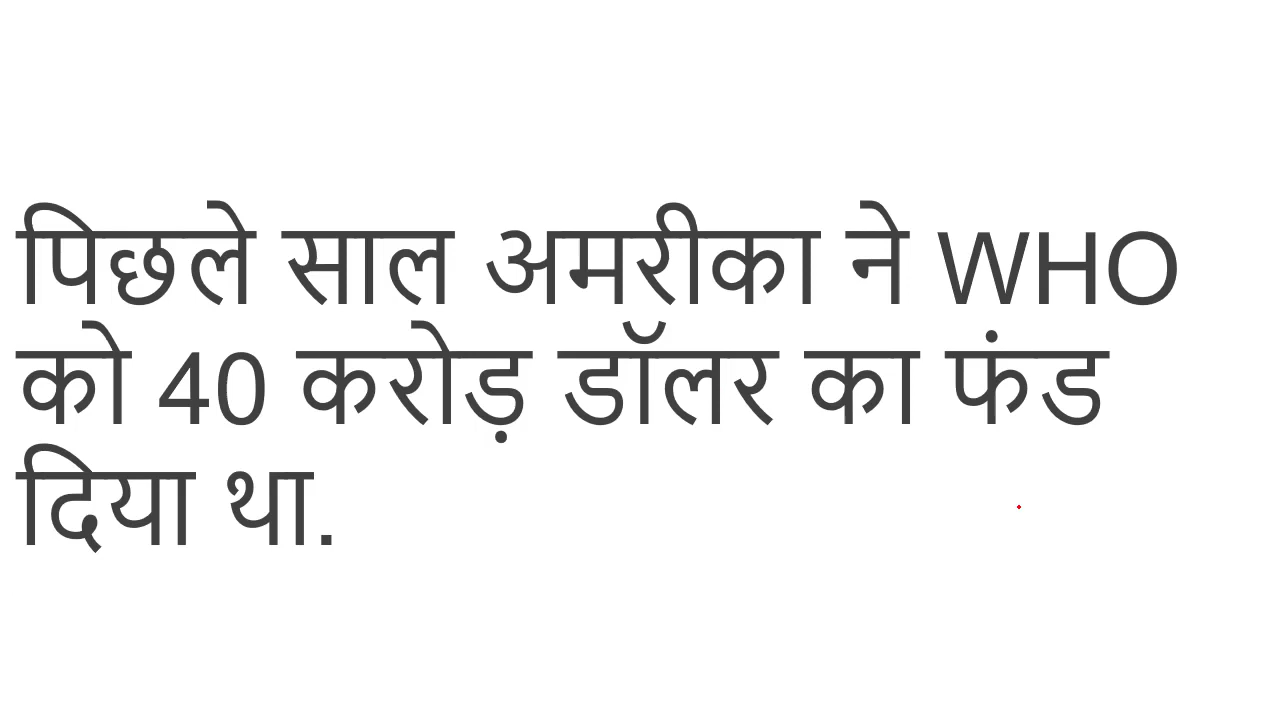 पिछले साल अमरीका ने WHO
को 40 करोड़ डॉलर का फंड
दिया था.